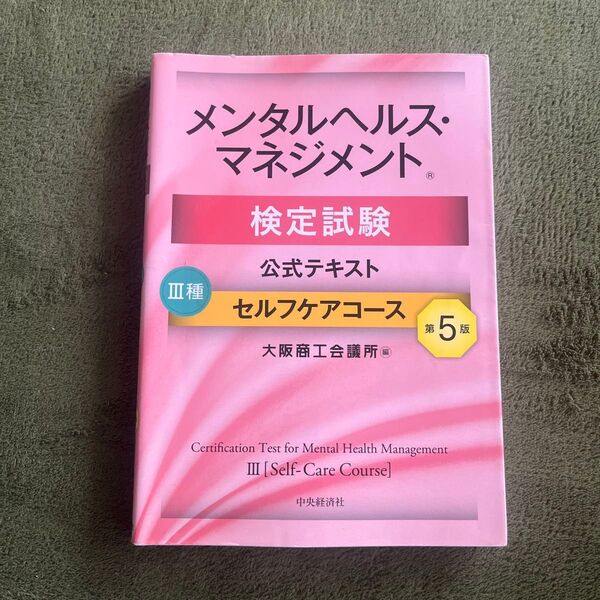 メンタルヘルス・
マネジメント®
検定試験
公式テキスト
Ⅲ種
セルフケアコース
第5版
大阪商工会議所 編
Certification Test for Mental Health Management
Ⅲ [Self-Care Course]
中央経済社